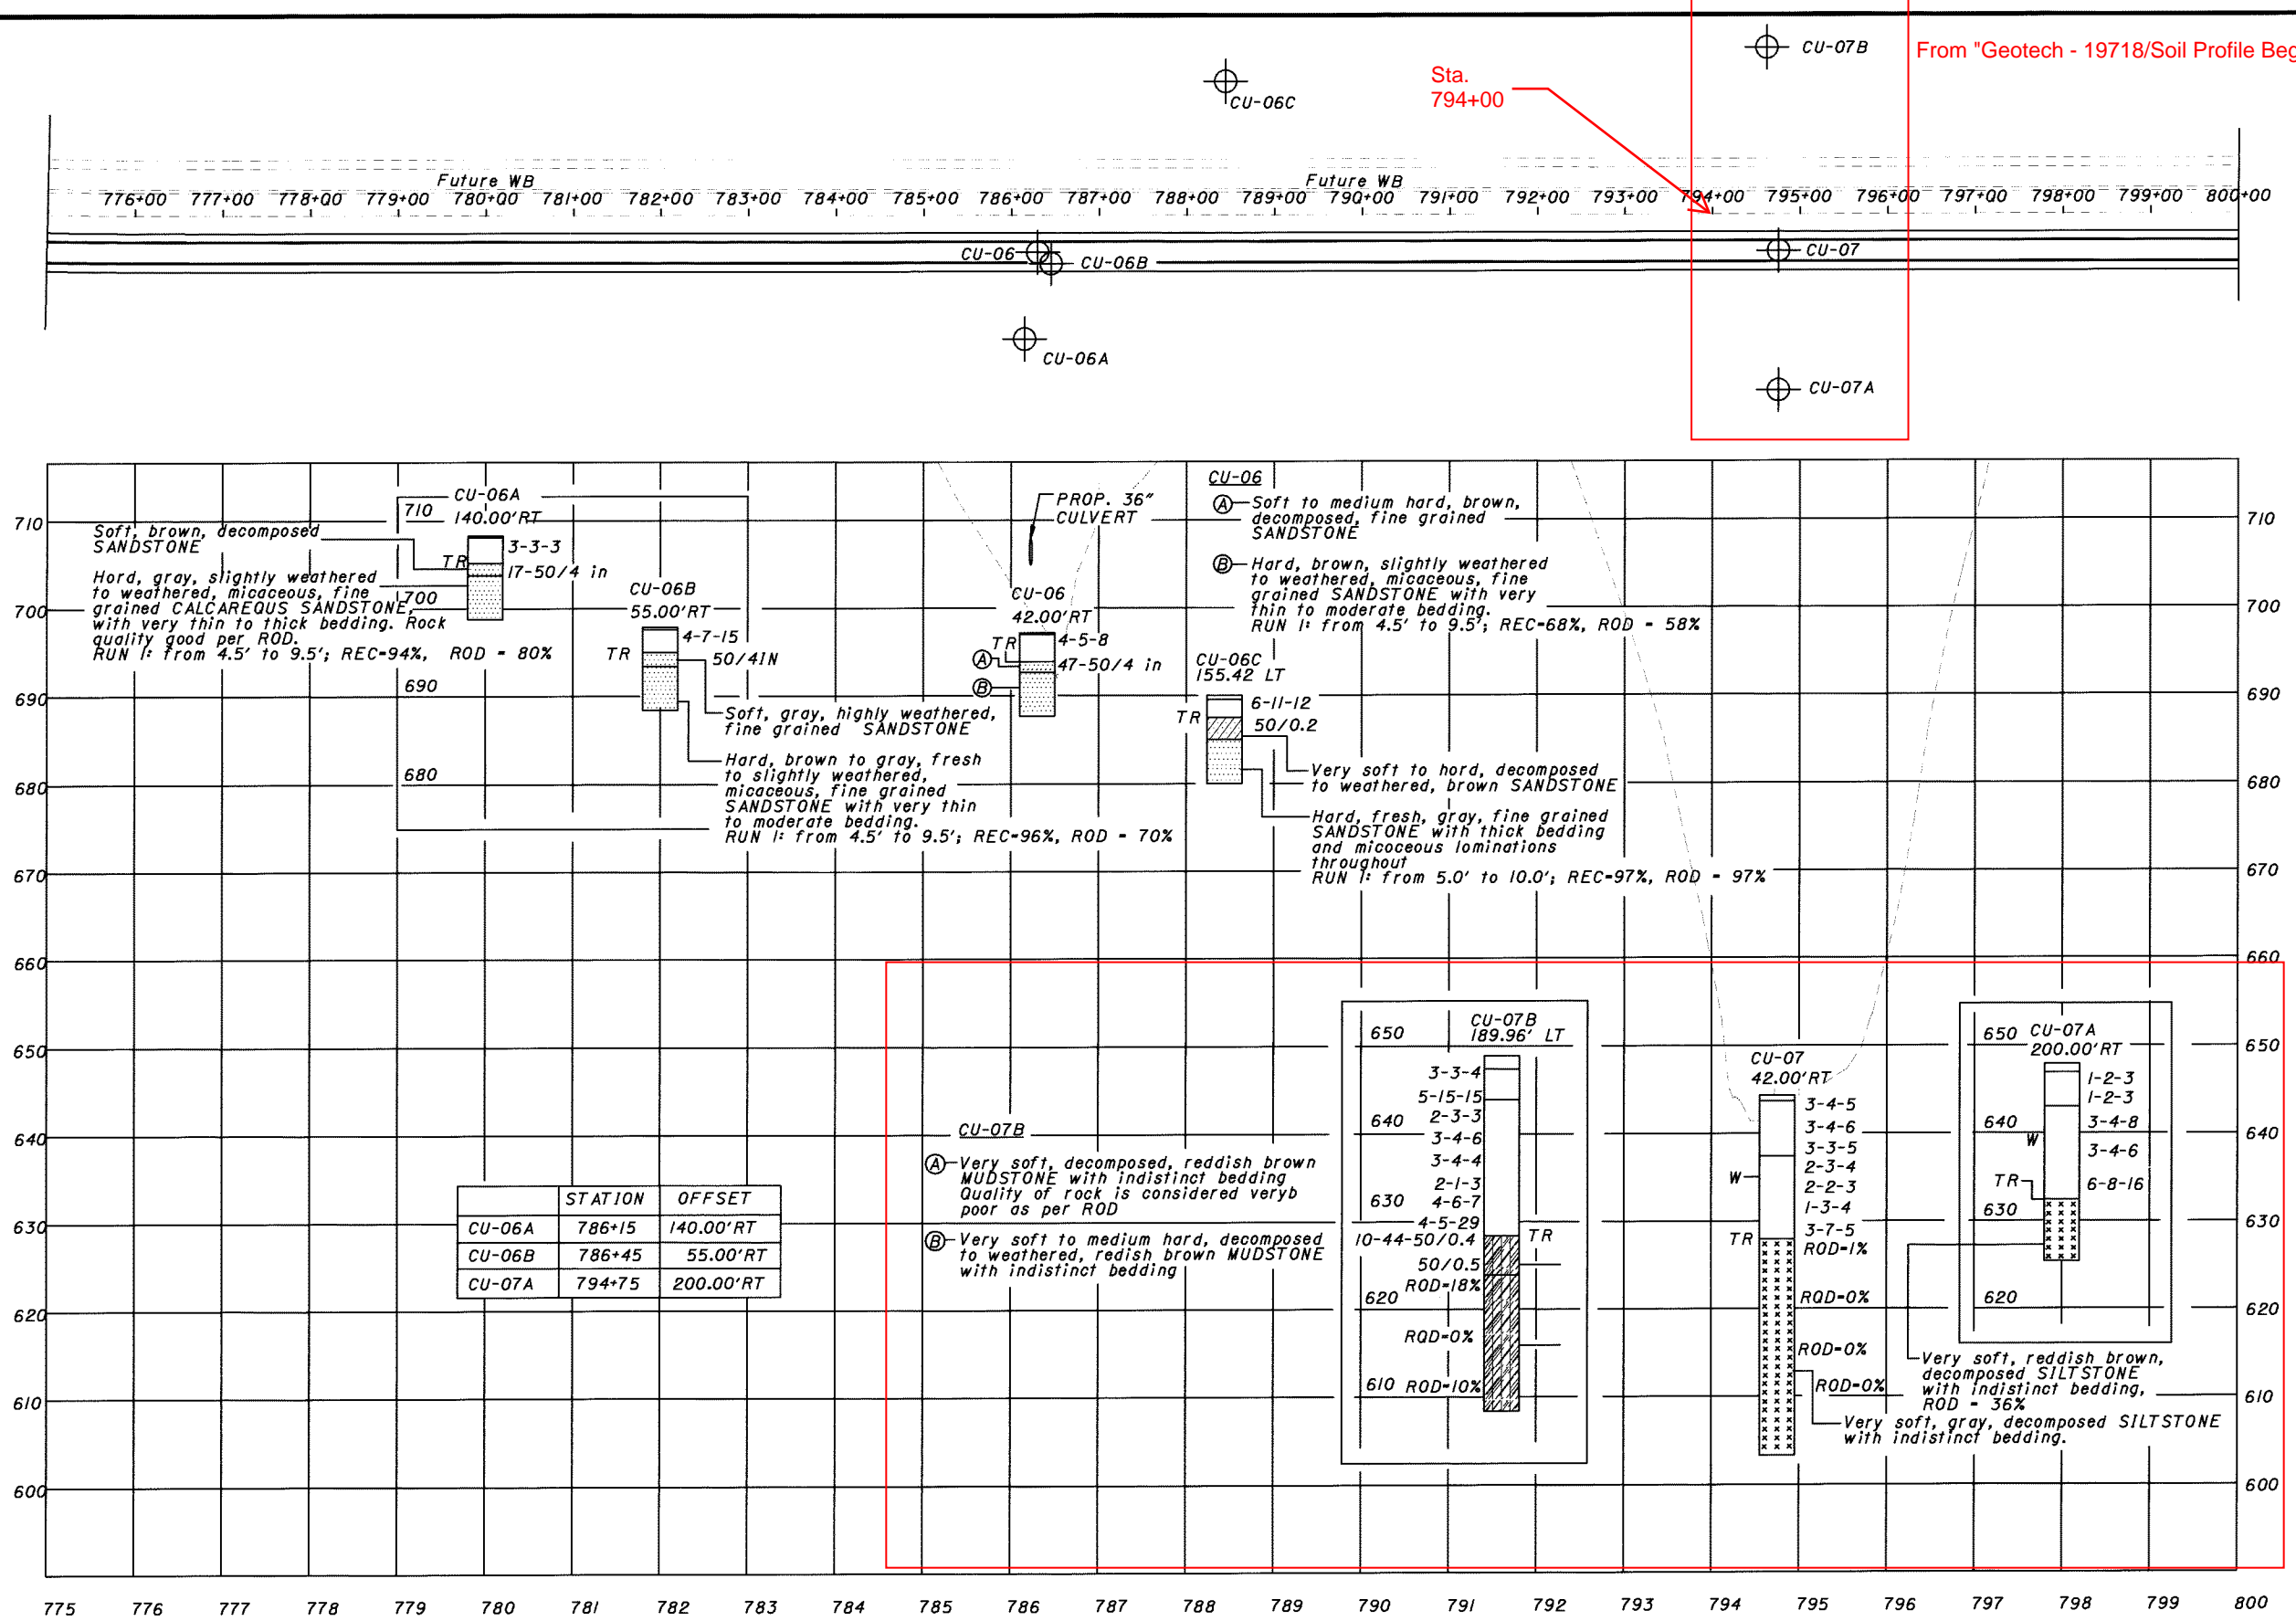 CU-07B
From "Geotech - 19718/Soil Profile Beg
Sta.
794+00
CU-06C
Future WB
Future WB
776+00 777+00 778+00 779+00 780+00 781+00 782+00 783+00 784+00 785+00 786+00 787+00 788+00 789+00 790+00 791+00 792+00 793+00 794+00 795+00 796+00 797+00 798+00 799+00 800+00
CU-06
CU-06B
CU-07
CU-06A
CU-07A
CU-06A
140.00'RT
710
700
690
680
3-3-3
17-50/4 in
TR
Soft, brown, decomposed
SANDSTONE
Hord, gray, slightly weathered
to weathered, micaceous, fine
grained CALCAREOUS SANDSTONE,
with very thin to thick bedding. Rock
quality good per ROD.
RUN 1: from 4.5' to 9.5'; REC=94%, ROD = 80%
CU-06B
55.00'RT
4-7-15
50/4IN
TR
Soft, gray, highly weathered,
fine grained SANDSTONE
Hard, brown to gray, fresh
to slightly weathered,
micaceous, fine grained
SANDSTONE with very thin
to moderate bedding.
RUN 1: from 4.5' to 9.5'; REC=96%, ROD = 70%
PROP. 36"
CULVERT
CU-06
42.00'RT
TR
4-5-8
47-50/4 in
A
B
CU-06
A Soft to medium hard, brown,
decomposed, fine grained
SANDSTONE
B Hard, brown, slightly weathered
to weathered, micaceous, fine
grained SANDSTONE with very
thin to moderate bedding.
RUN 1: from 4.5' to 9.5'; REC=68%, ROD = 58%
CU-06C
155.42 LT
TR
6-11-12
50/0.2
Very soft to hord, decomposed
to weathered, brown SANDSTONE
Hard, fresh, gray, fine grained
SANDSTONE with thick bedding
and micoceous lominations
throughout
RUN 1: from 5.0' to 10.0'; REC=97%, ROD = 97%
STATION OFFSET
CU-06A 786+15 140.00'RT
CU-06B 786+45 55.00'RT
CU-07A 794+75 200.00'RT
CU-07B
A Very soft, decomposed, reddish brown
MUDSTONE with indistinct bedding
Quality of rock is considered veryb
poor as per ROD
B Very soft to medium hard, decomposed
to weathered, redish brown MUDSTONE
with indistinct bedding
CU-07B
189.96' LT
650
640
630
620
610
3-3-4
5-15-15
2-3-3
3-4-6
3-4-4
2-1-3
4-6-7
4-5-29
10-44-50/0.4
TR
50/0.5
ROD=18%
RQD=0%
ROD=10%
CU-07
42.00'RT
3-4-5
3-4-6
3-3-5
2-3-4
W
2-2-3
1-3-4
3-7-5
TR
ROD=1%
RQD=0%
ROD=0%
ROD=0%
Very soft, gray, decomposed SILTSTONE
with indistinct bedding.
CU-07A
200.00'RT
650
640
630
620
1-2-3
1-2-3
3-4-8
W
3-4-6
TR
6-8-16
Very soft, reddish brown,
decomposed SILTSTONE
with indistinct bedding,
ROD = 36%
710 710
700 700
690 690
680 680
670 670
660 660
650 650
640 640
630 630
620 620
610 610
600 600
775 776 777 778 779 780 781 782 783 784 785 786 787 788 789 790 791 792 793 794 795 796 797 798 799 800